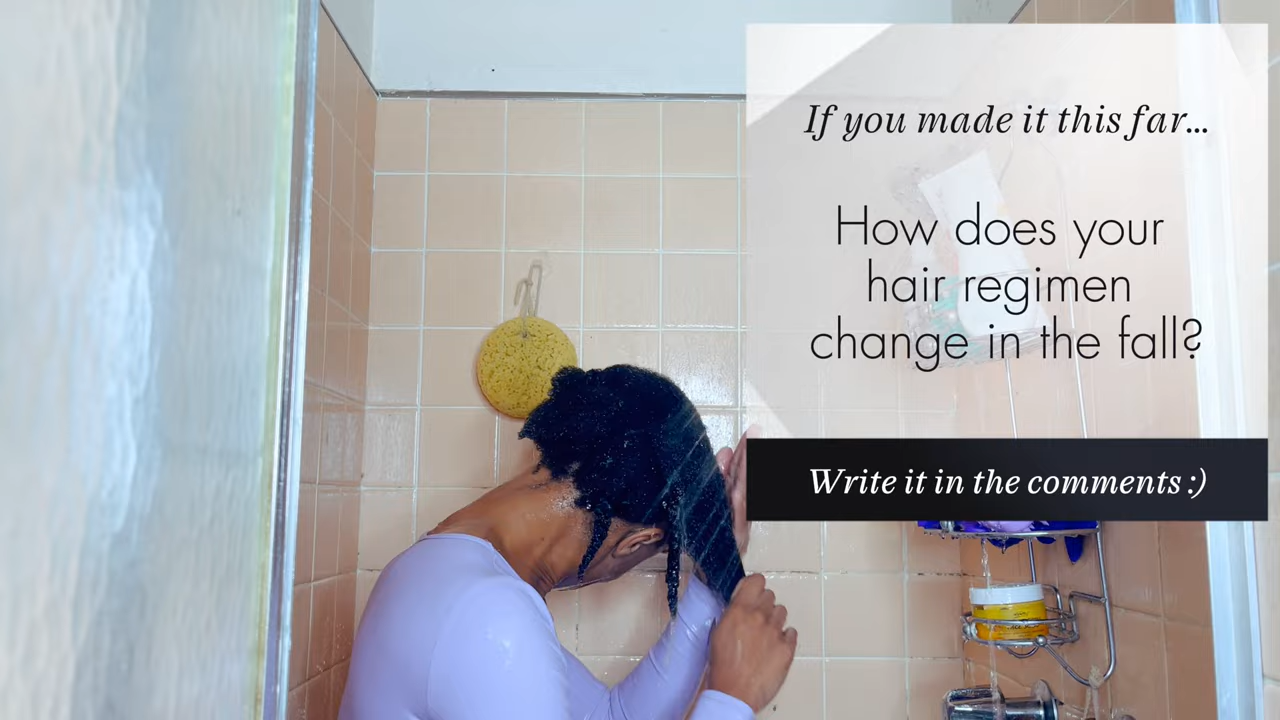 If you made it this far...
How does your
hair regimen
change in the fall?
Write it in the comments :)